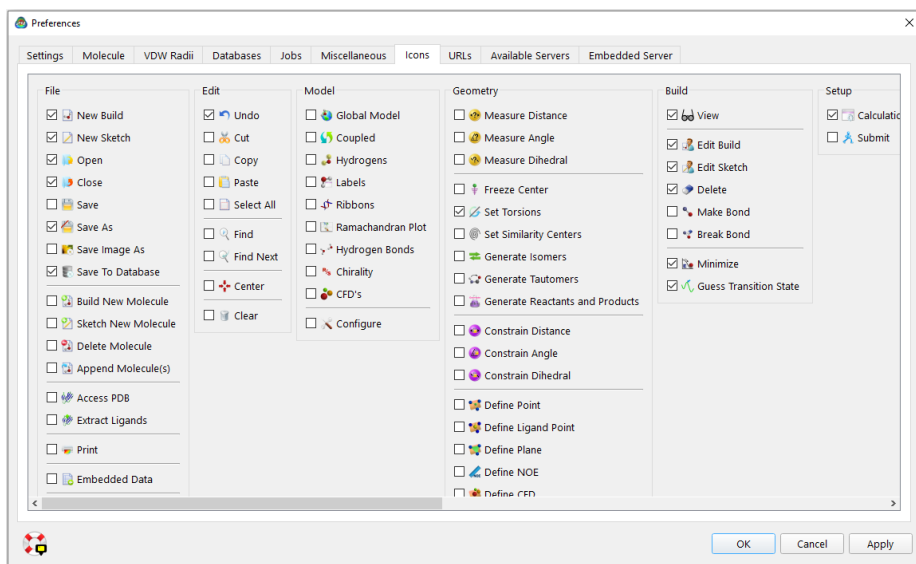 Preferences
Settings
Molecule
VDW Radii
Databases
Jobs
Miscellaneous
Icons
URLs
Available Servers
Embedded Server
File
New Build
New Sketch
Open
Close
Save
Save As
Save Image As
Save To Database
Build New Molecule
Sketch New Molecule
Delete Molecule
Append Molecule(s)
Access PDB
Extract Ligands
Print
Embedded Data
Edit
Undo
Cut
Copy
Paste
Select All
Find
Find Next
Center
Clear
Model
Global Model
Coupled
Hydrogens
Labels
Ribbons
Ramachandran Plot
Hydrogen Bonds
Chirality
CFD's
Configure
Geometry
Measure Distance
Measure Angle
Measure Dihedral
Freeze Center
Set Torsions
Set Similarity Centers
Generate Isomers
Generate Tautomers
Generate Reactants and Products
Constrain Distance
Constrain Angle
Constrain Dihedral
Define Point
Define Ligand Point
Define Plane
Define NOE
Define CFD
Build
View
Edit Build
Edit Sketch
Delete
Make Bond
Break Bond
Minimize
Guess Transition State
Setup
Calculatic
Submit
OK
Cancel
Apply